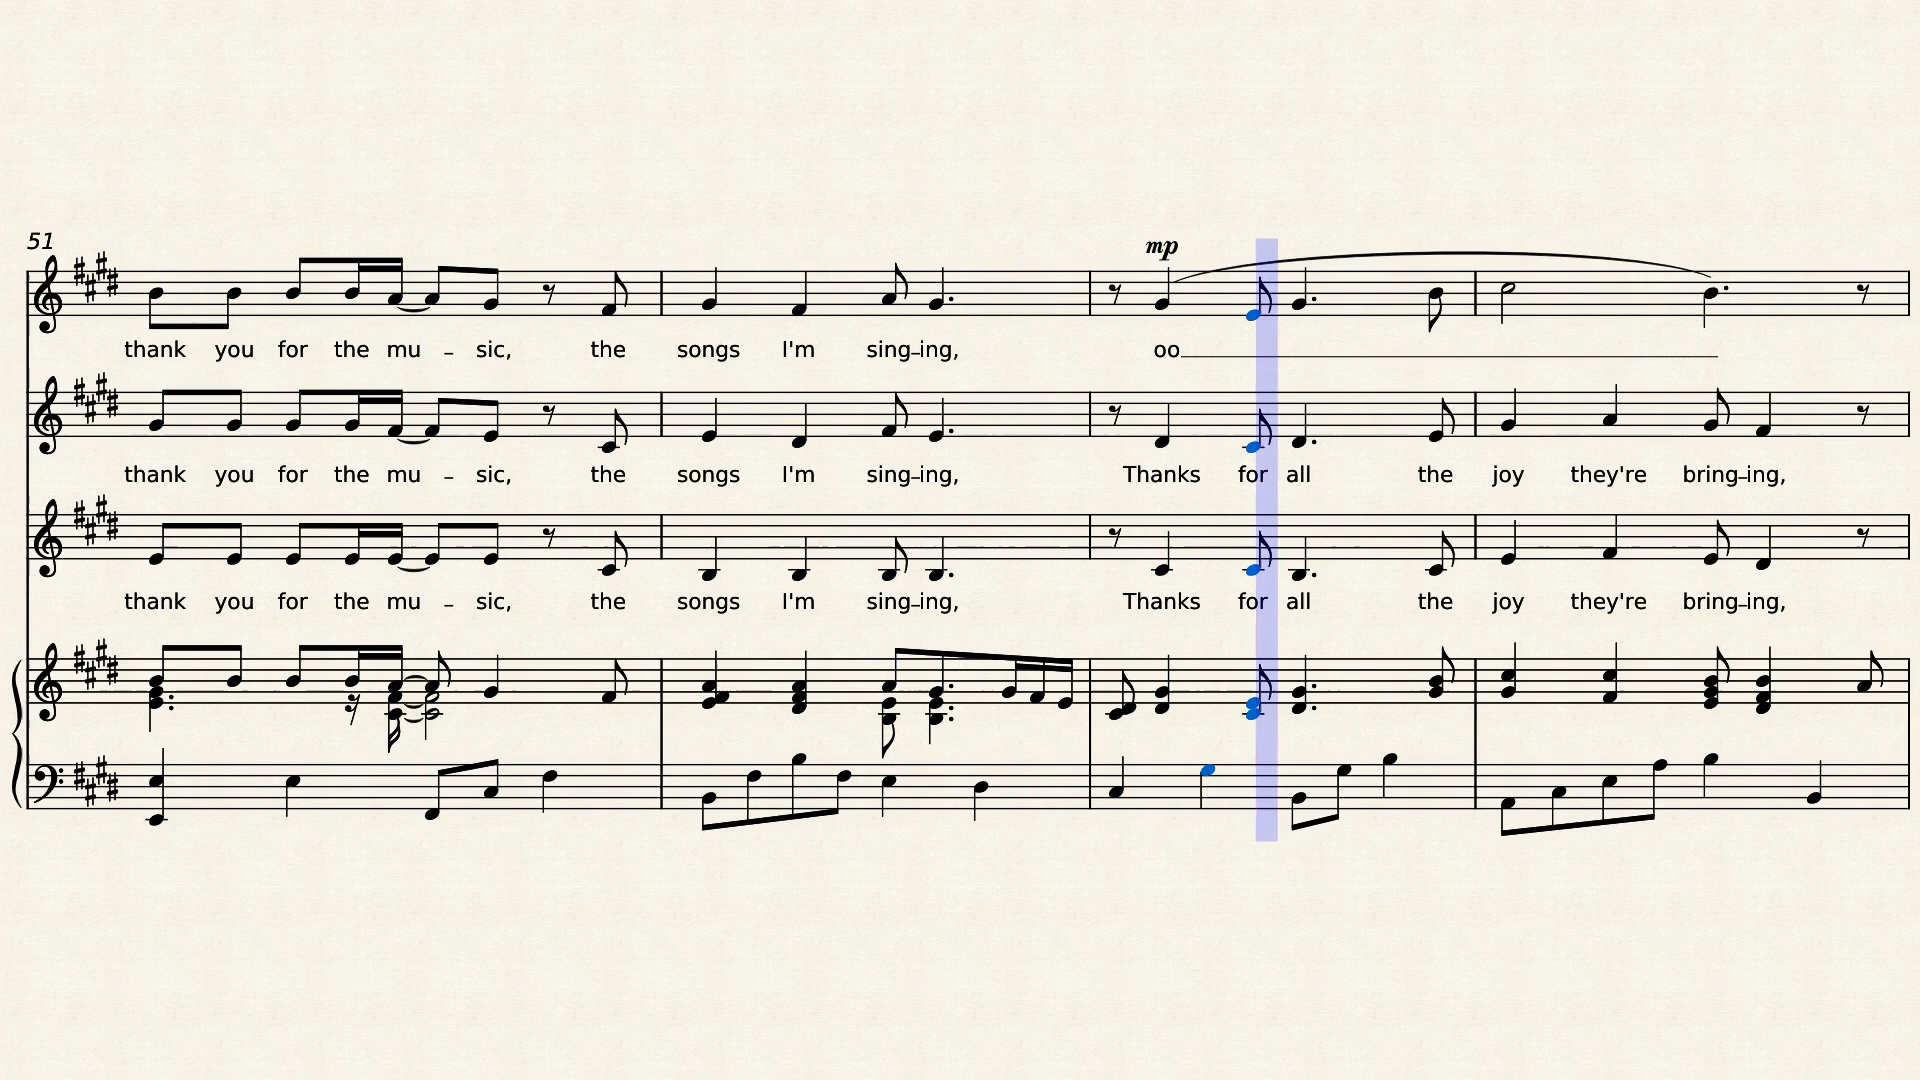 51
mp
thank you for the mu - sic, the songs I'm sing-ing, oo
thank you for the mu - sic, the songs I'm sing-ing, Thanks for all the joy they're bring-ing,
thank you for the mu - sic, the songs I'm sing-ing, Thanks for all the joy they're bring-ing,